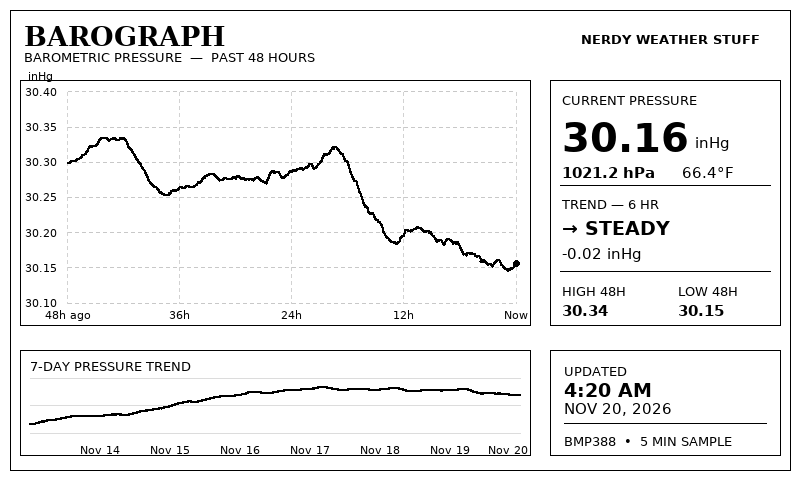 BAROGRAPH
BAROMETRIC PRESSURE — PAST 48 HOURS
NERDY WEATHER STUFF
inHg
30.40
30.35
30.30
30.25
30.20
30.15
30.10
48h ago 36h 24h 12h Now
CURRENT PRESSURE
30.16 inHg
1021.2 hPa 66.4°F
TREND — 6 HR
→ STEADY
-0.02 inHg
HIGH 48H LOW 48H
30.34 30.15
7-DAY PRESSURE TREND
Nov 14 Nov 15 Nov 16 Nov 17 Nov 18 Nov 19 Nov 20
UPDATED
4:20 AM
NOV 20, 2026
BMP388 • 5 MIN SAMPLE